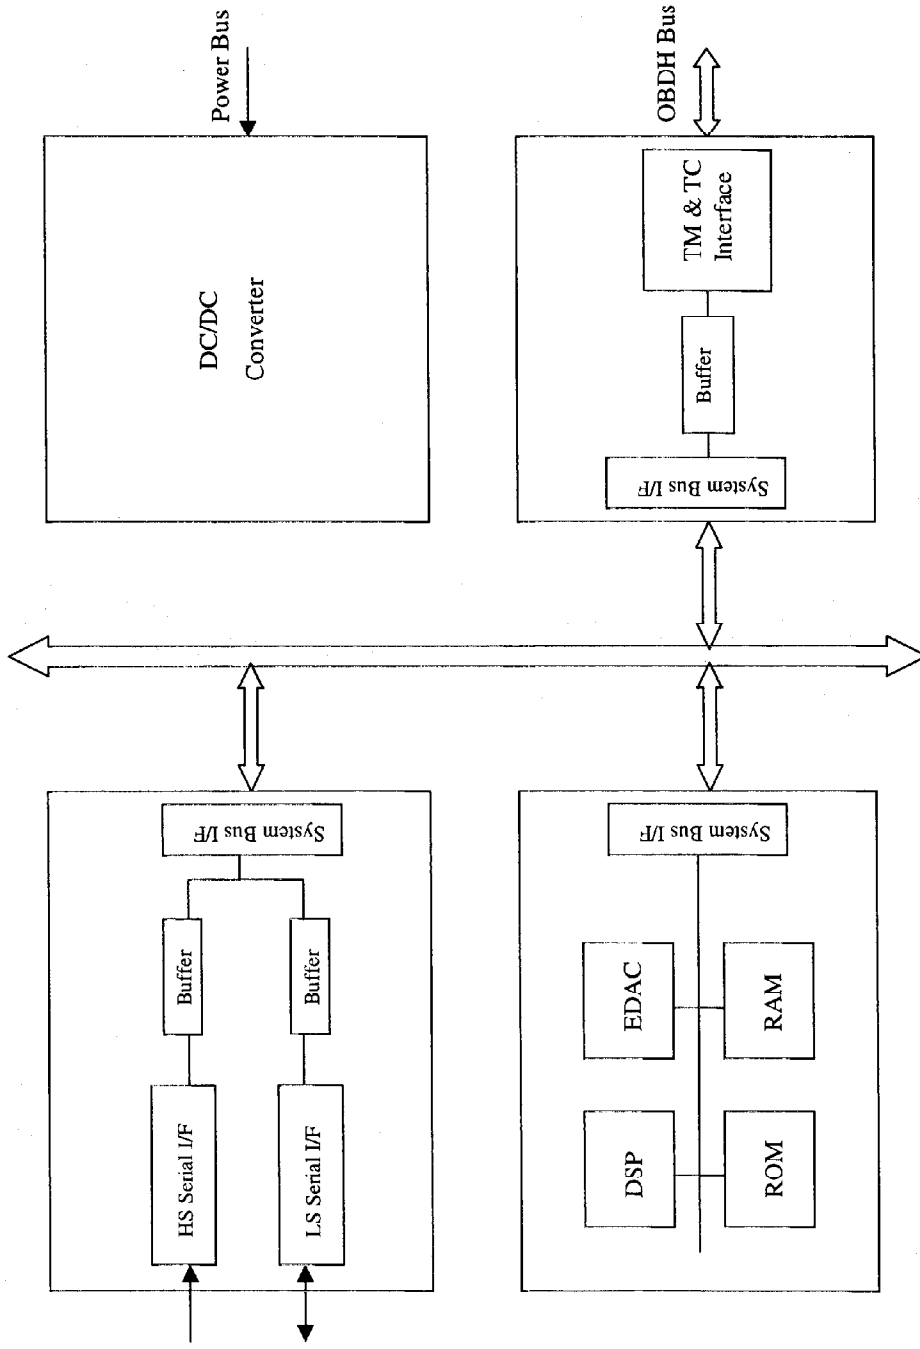 Power Bus
DC/DC
Converter
OBDH Bus
TM & TC
Interface
Buffer
System Bus I/F
HS Serial I/F
Buffer
LS Serial I/F
Buffer
System Bus I/F
DSP
EDAC
ROM
RAM
System Bus I/F